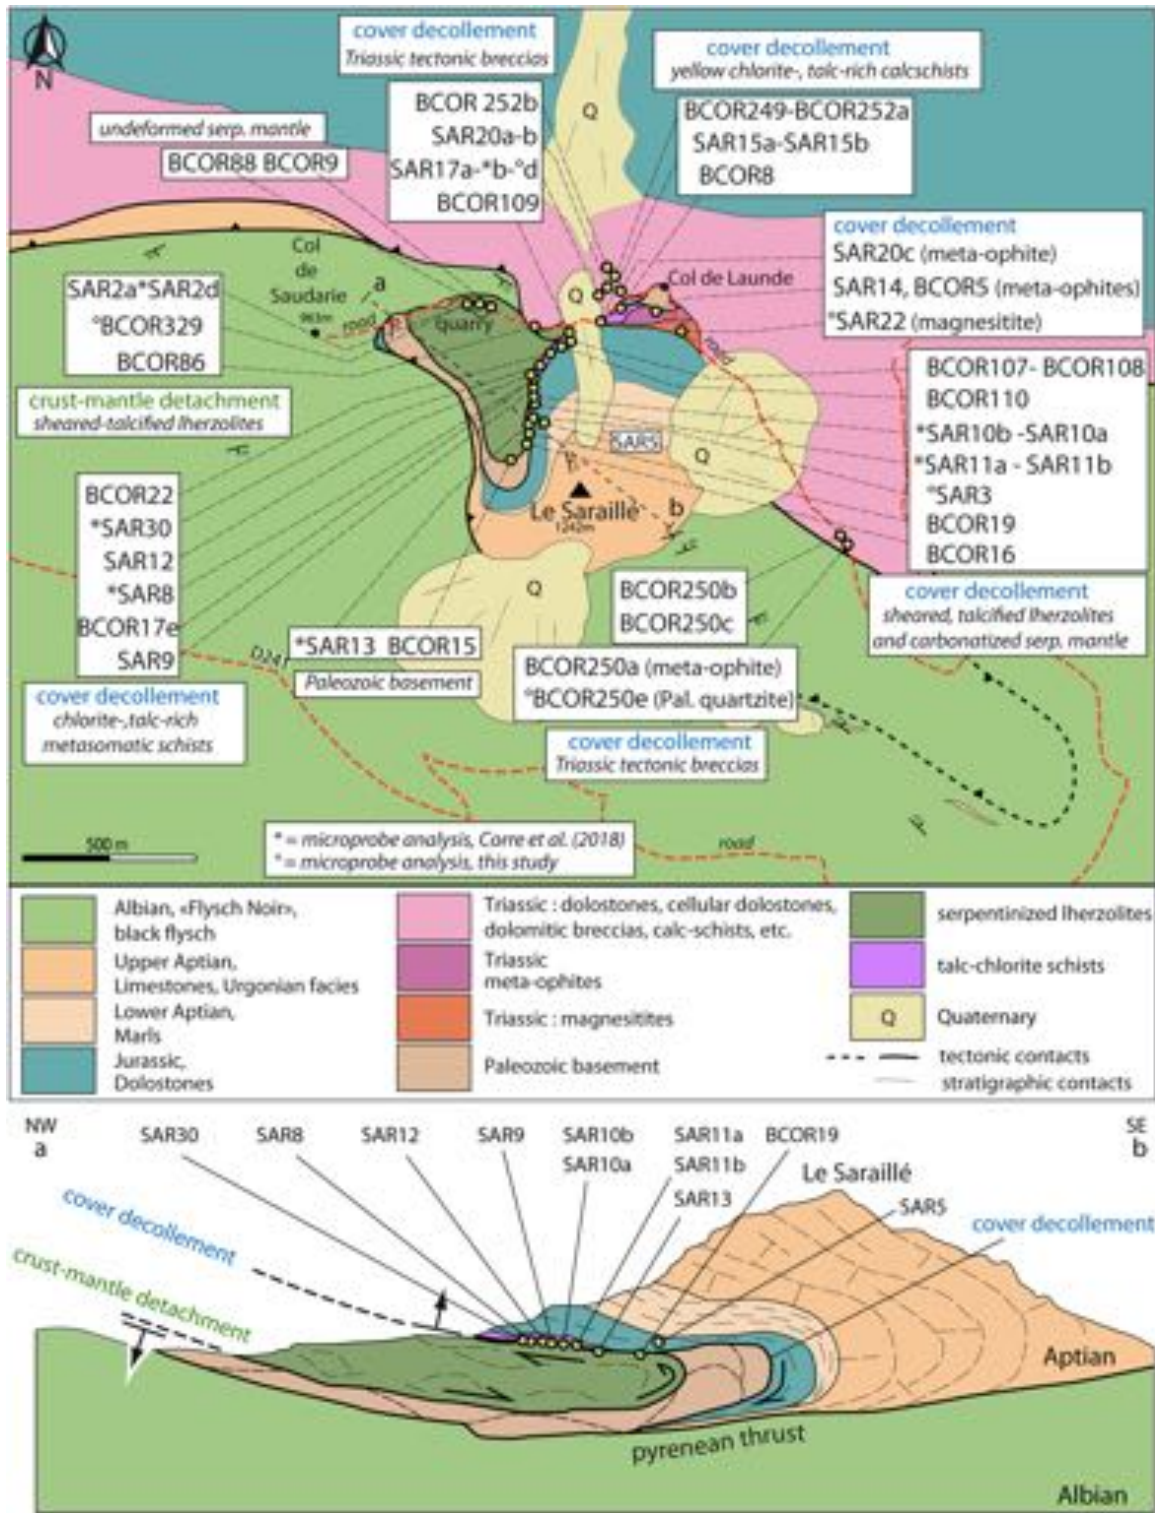 N
cover decollement
Triassic tectonic breccias
cover decollement
yellow chlorite-, talc-rich calcschists
undeformed serp. mantle
BCOR88 BCOR9
BCOR 252b
SAR20a-b
SAR17a-*b-°d
BCOR109
BCOR249-BCOR252a
SAR15a-SAR15b
BCOR8
Q
cover decollement
SAR20c (meta-ophite)
SAR14, BCOR5 (meta-ophites)
°SAR22 (magnesitite)
Col de Launde
Col
de
Saudarie
963m
a
road
quarry
Q
road
SAR2a*SAR2d
°BCOR329
BCOR86
crust-mantle detachment
sheared-talcified lherzolites
BCOR107- BCOR108
BCOR110
*SAR10b -SAR10a
*SAR11a - SAR11b
°SAR3
BCOR19
BCOR16
cover decollement
sheared, talcified lherzolites
and carbonatized serp. mantle
SAR5
Q
Le Saraillé
1242m
b
BCOR22
*SAR30
SAR12
*SAR8
BCOR17e
SAR9
cover decollement
chlorite-,talc-rich
metasomatic schists
Q
D241
*SAR13 BCOR15
Paleozoic basement
BCOR250b
BCOR250c
BCOR250a (meta-ophite)
°BCOR250e (Pal. quartzite)
cover decollement
Triassic tectonic breccias
500 m
* = microprobe analysis, Corre et al. (2018)
° = microprobe analysis, this study
road
Albian, «Flysch Noir»,
black flysch
Upper Aptian,
Limestones, Urgonian facies
Lower Aptian,
Marls
Jurassic,
Dolostones
Triassic : dolostones, cellular dolostones,
dolomitic breccias, calc-schists, etc.
Triassic
meta-ophites
Triassic : magnesitites
Paleozoic basement
serpentinized lherzolites
talc-chlorite schists
Q Quaternary
tectonic contacts
stratigraphic contacts
NW
a
SE
b
SAR30 SAR8 SAR12 SAR9 SAR10b SAR11a BCOR19
SAR10a SAR11b
SAR13
Le Saraillé
SAR5
cover decollement
cover decollement
crust-mantle detachment
Aptian
pyrenean thrust
Albian